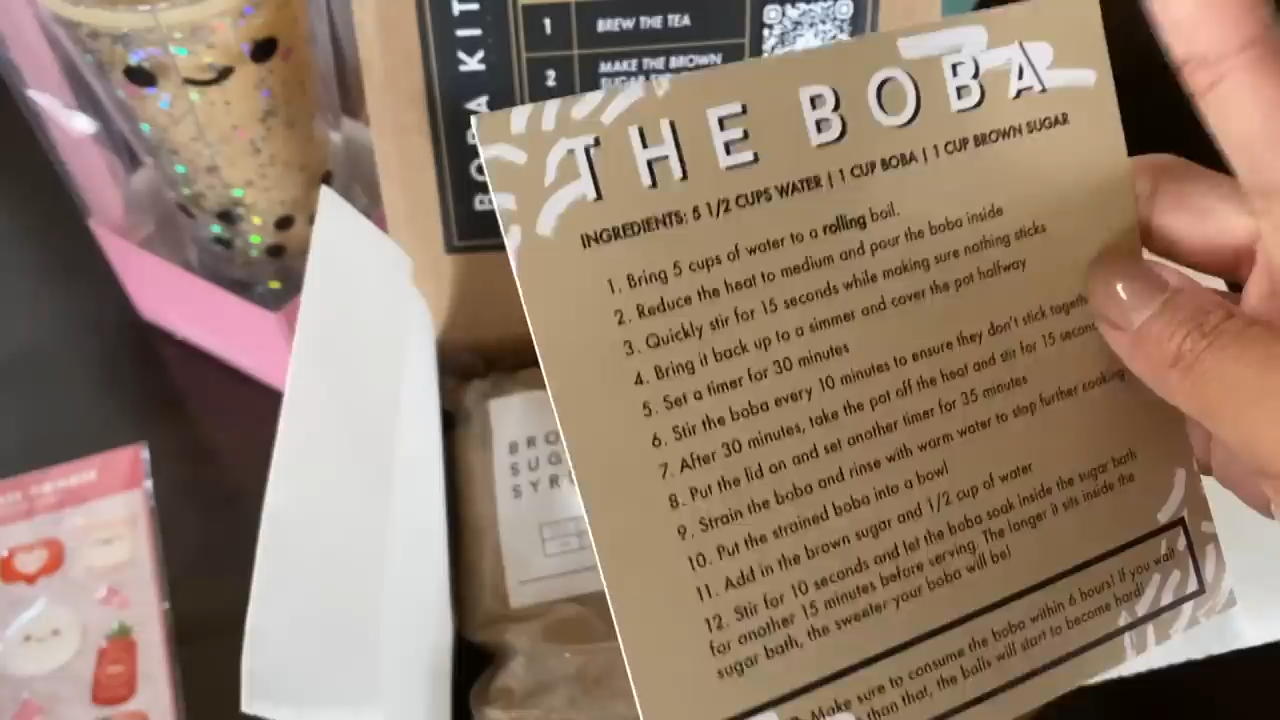 BOBA KIT
1 BREW THE TEA
2 MAKE THE BROWN
SUGAR
THE BOBA
INGREDIENTS: 5 1/2 CUPS WATER | 1 CUP BOBA | 1 CUP BROWN SUGAR
1. Bring 5 cups of water to a rolling boil.
2. Reduce the heat to medium and pour the boba inside
3. Quickly stir for 15 seconds while making sure nothing sticks
4. Bring it back up to a simmer and cover the pot halfway
5. Set a timer for 30 minutes
6. Stir the boba every 10 minutes to ensure they don't stick togeth
7. After 30 minutes, take the pot off the heat and stir for 15 secon
8. Put the lid on and set another timer for 35 minutes
9. Strain the boba and rinse with warm water to stop further cooking
10. Put the strained boba into a bowl
11. Add in the brown sugar and 1/2 cup of water
12. Stir for 10 seconds and let the boba soak inside the sugar bath
for another 15 minutes before serving. The longer it sits inside the
sugar bath, the sweeter your boba will be!
Make sure to consume the boba within 6 hours! If you wait
than that, the balls will start to become hard!
BRO
SUG
SYR